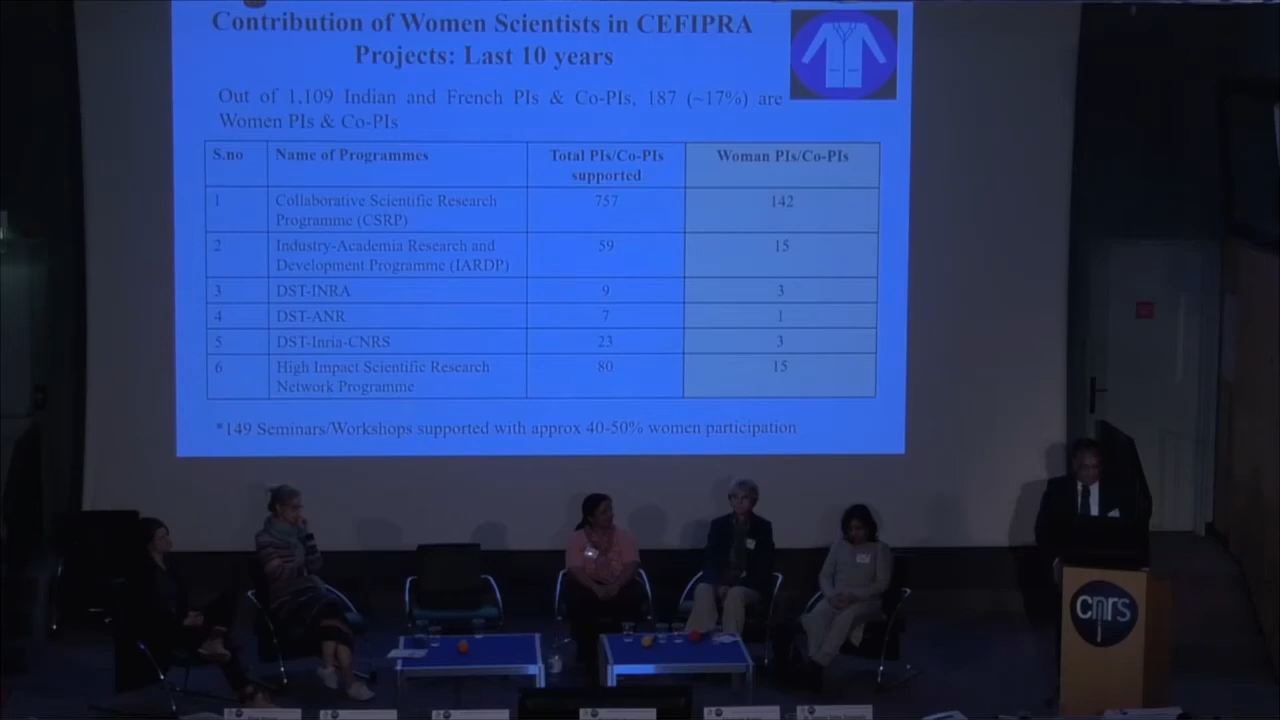 Contribution of Women Scientists in CEFIPRA
Projects: Last 10 years
Out of 1,109 Indian and French PIs & Co-PIs, 187 (~17%) are
Women PIs & Co-PIs
S.no Name of Programmes Total PIs/Co-PIs supported Woman PIs/Co-PIs
1 Collaborative Scientific Research Programme (CSRP) 757 142
2 Industry-Academia Research and Development Programme (IARDP) 59 15
3 DST-INRA 9 3
4 DST-ANR 7 1
5 DST-Inria-CNRS 23 3
6 High Impact Scientific Research Network Programme 80 15
*149 Seminars/Workshops supported with approx 40-50% women participation
cnrs